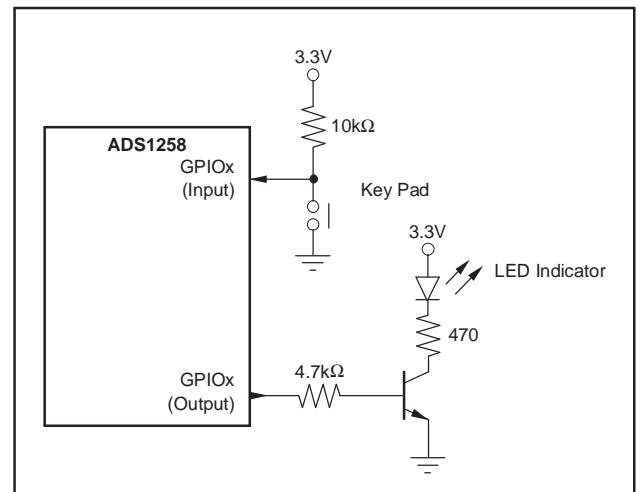 3.3V
10kΩ
ADS1258
GPIOx
(Input)
Key Pad
3.3V
LED Indicator
470
GPIOx
(Output)
4.7kΩ